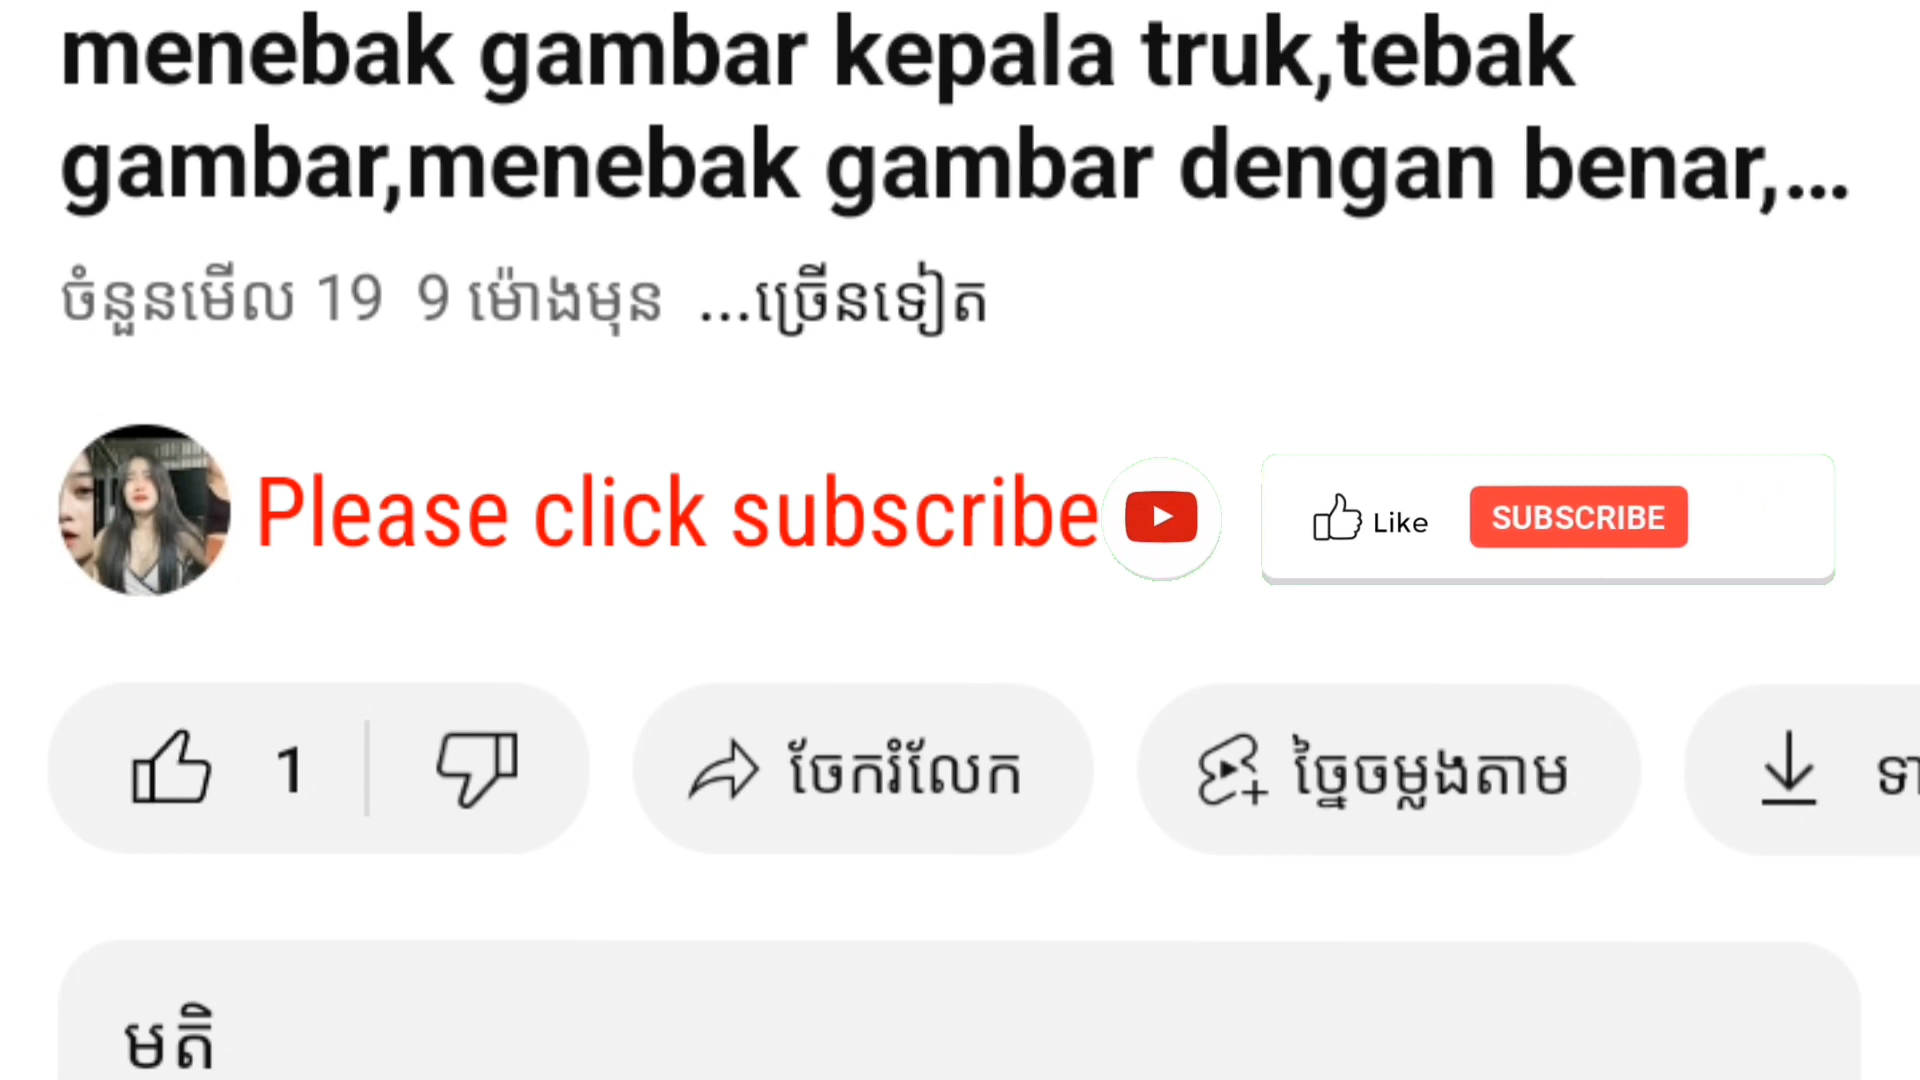 menebak gambar kepala truk,tebak
gambar,menebak gambar dengan benar,...
ចំនួនមើល 19 9 ម៉ោងមុន ...ច្រើនទៀត
Please click subscribe
Like
SUBSCRIBE
1
ចែករំលែក
ច្នៃចម្លងតាម
មតិ